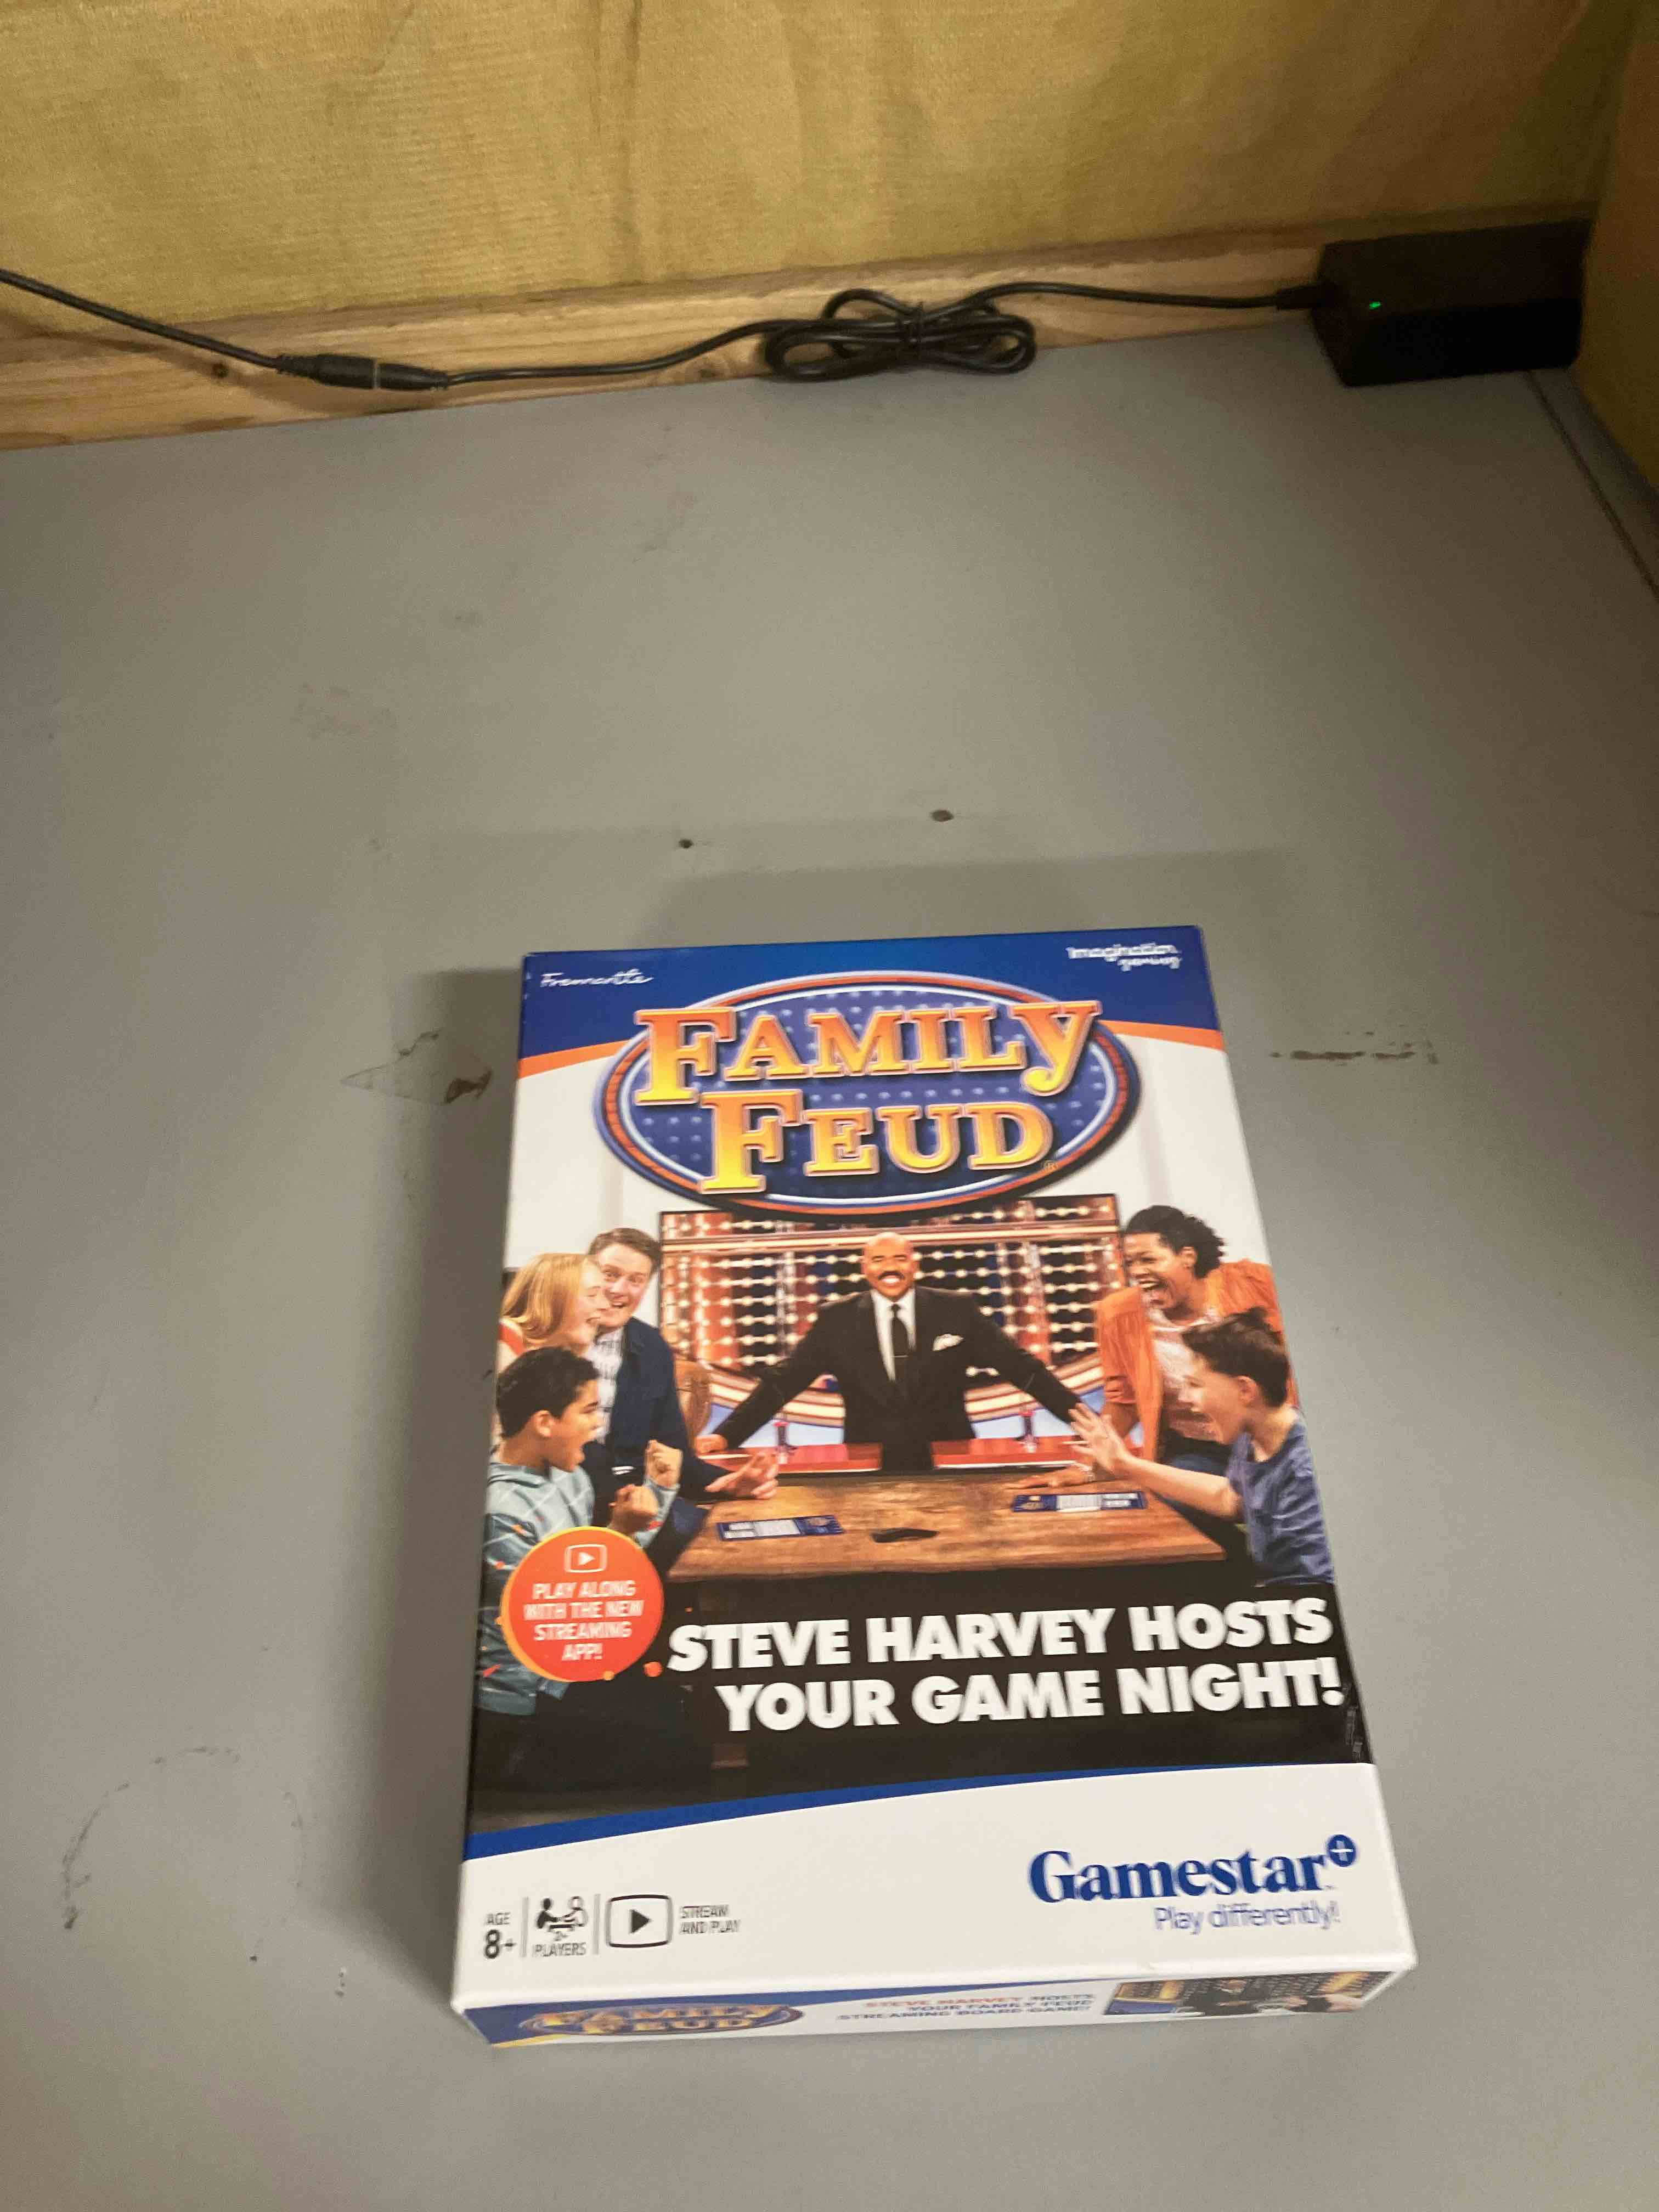 Fremantle
Imagination
gaming
FAMILY
FEUD
PLAY ALONG
WITH THE NEW
STREAMING
APP!
STEVE HARVEY HOSTS
YOUR GAME NIGHT!
Gamestar+
Play differently!
AGE
8+
2+
PLAYERS
STREAM
AND PLAY
FAMILY
FEUD
STEVE HARVEY HOSTS
YOUR FAMILY FEUD
STREAMING BOARD GAME!